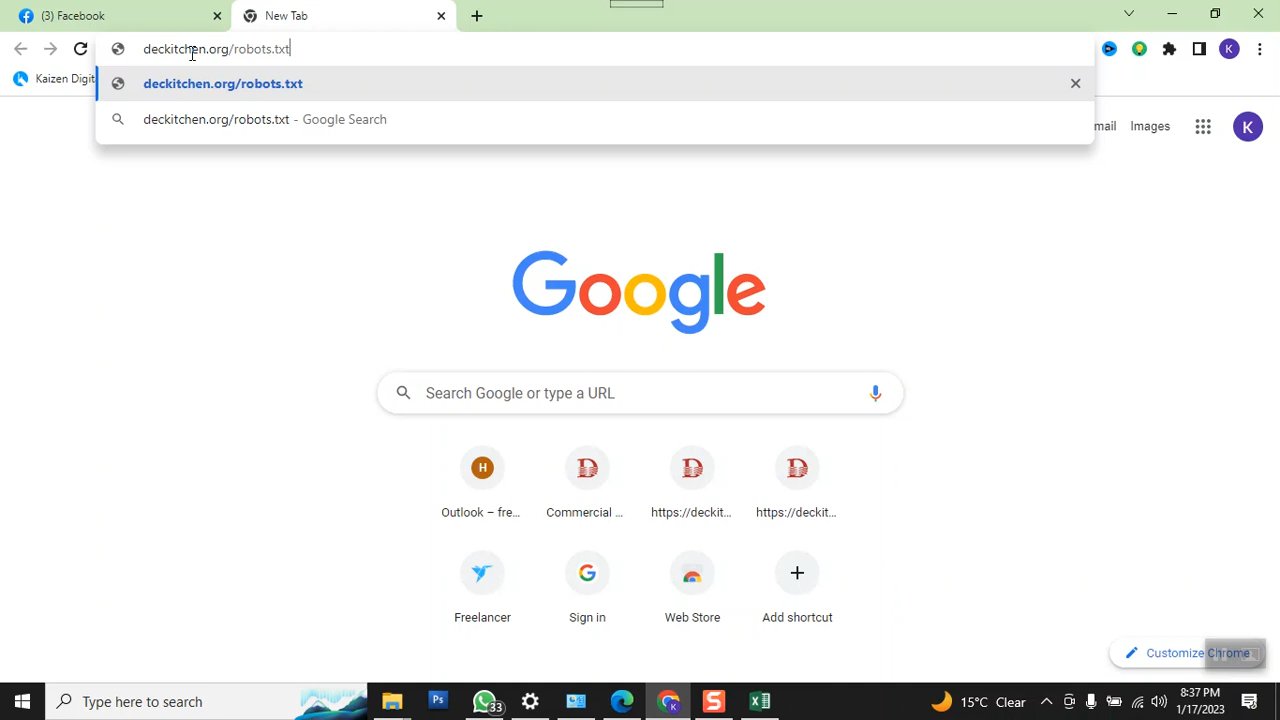 (3) Facebook
New Tab
deckitchen.org/robots.txt
K
Kaizen Digit
deckitchen.org/robots.txt
deckitchen.org/robots.txt - Google Search
mail Images K
Google
Search Google or type a URL
H D D D
Outlook – fre... Commercial ... https://deckit... https://deckit...
G
Freelancer Sign in Web Store Add shortcut
Customize Chrome
Type here to search
Ps
33
K
S
15°C Clear
8:37 PM
1/17/2023